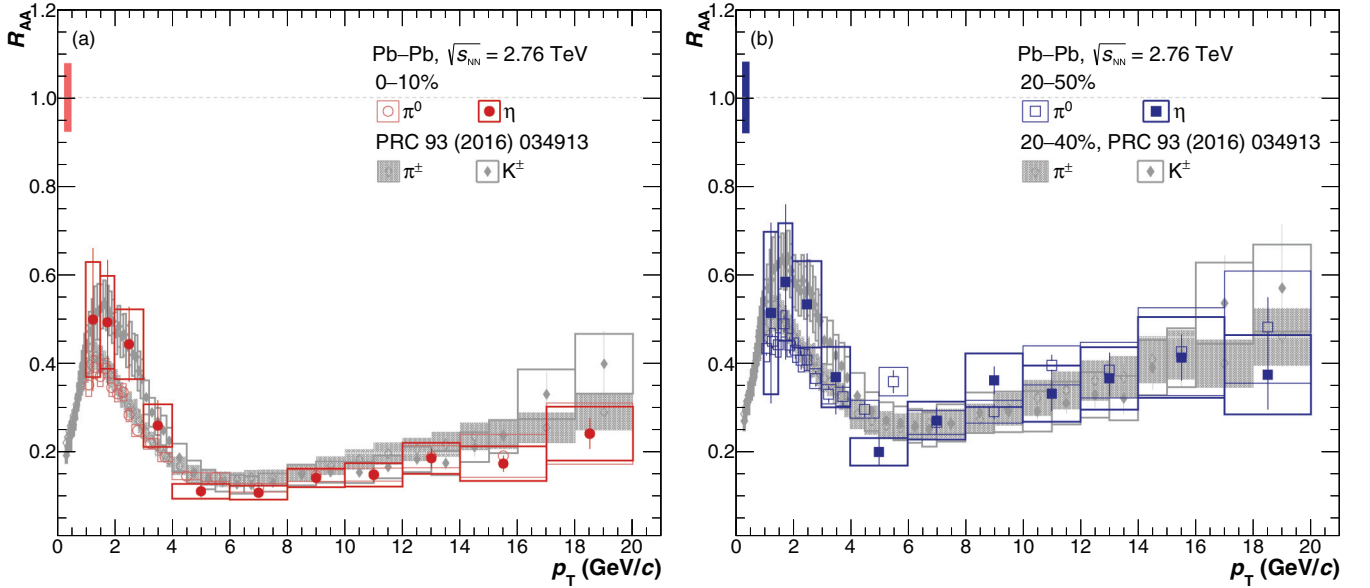 R_AA
(a)
Pb–Pb, √s_NN = 2.76 TeV
0–10%
π⁰ η
PRC 93 (2016) 034913
π± K±
1.2
1.0
0.8
0.6
0.4
0.2
0 2 4 6 8 10 12 14 16 18 20
p_T (GeV/c)
R_AA
(b)
Pb–Pb, √s_NN = 2.76 TeV
20–50%
π⁰ η
20–40%, PRC 93 (2016) 034913
π± K±
1.2
1.0
0.8
0.6
0.4
0.2
0 2 4 6 8 10 12 14 16 18 20
p_T (GeV/c)